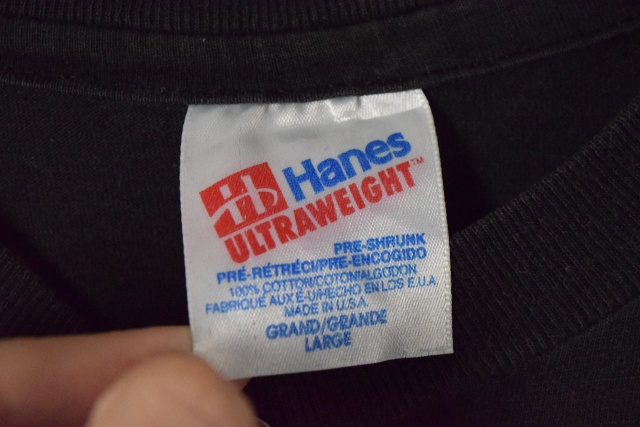 Hanes
ULTRAWEIGHT™
PRE-SHRUNK
PRÉ-RÉTRÉCI/PRE-ENCOGIDO
100% COTTON/COTON/ALGODON
FABRIQUÉ AUX É-U/HECHO EN LOS E.U.A.
MADE IN U.S.A.
GRAND/GRANDE
LARGE